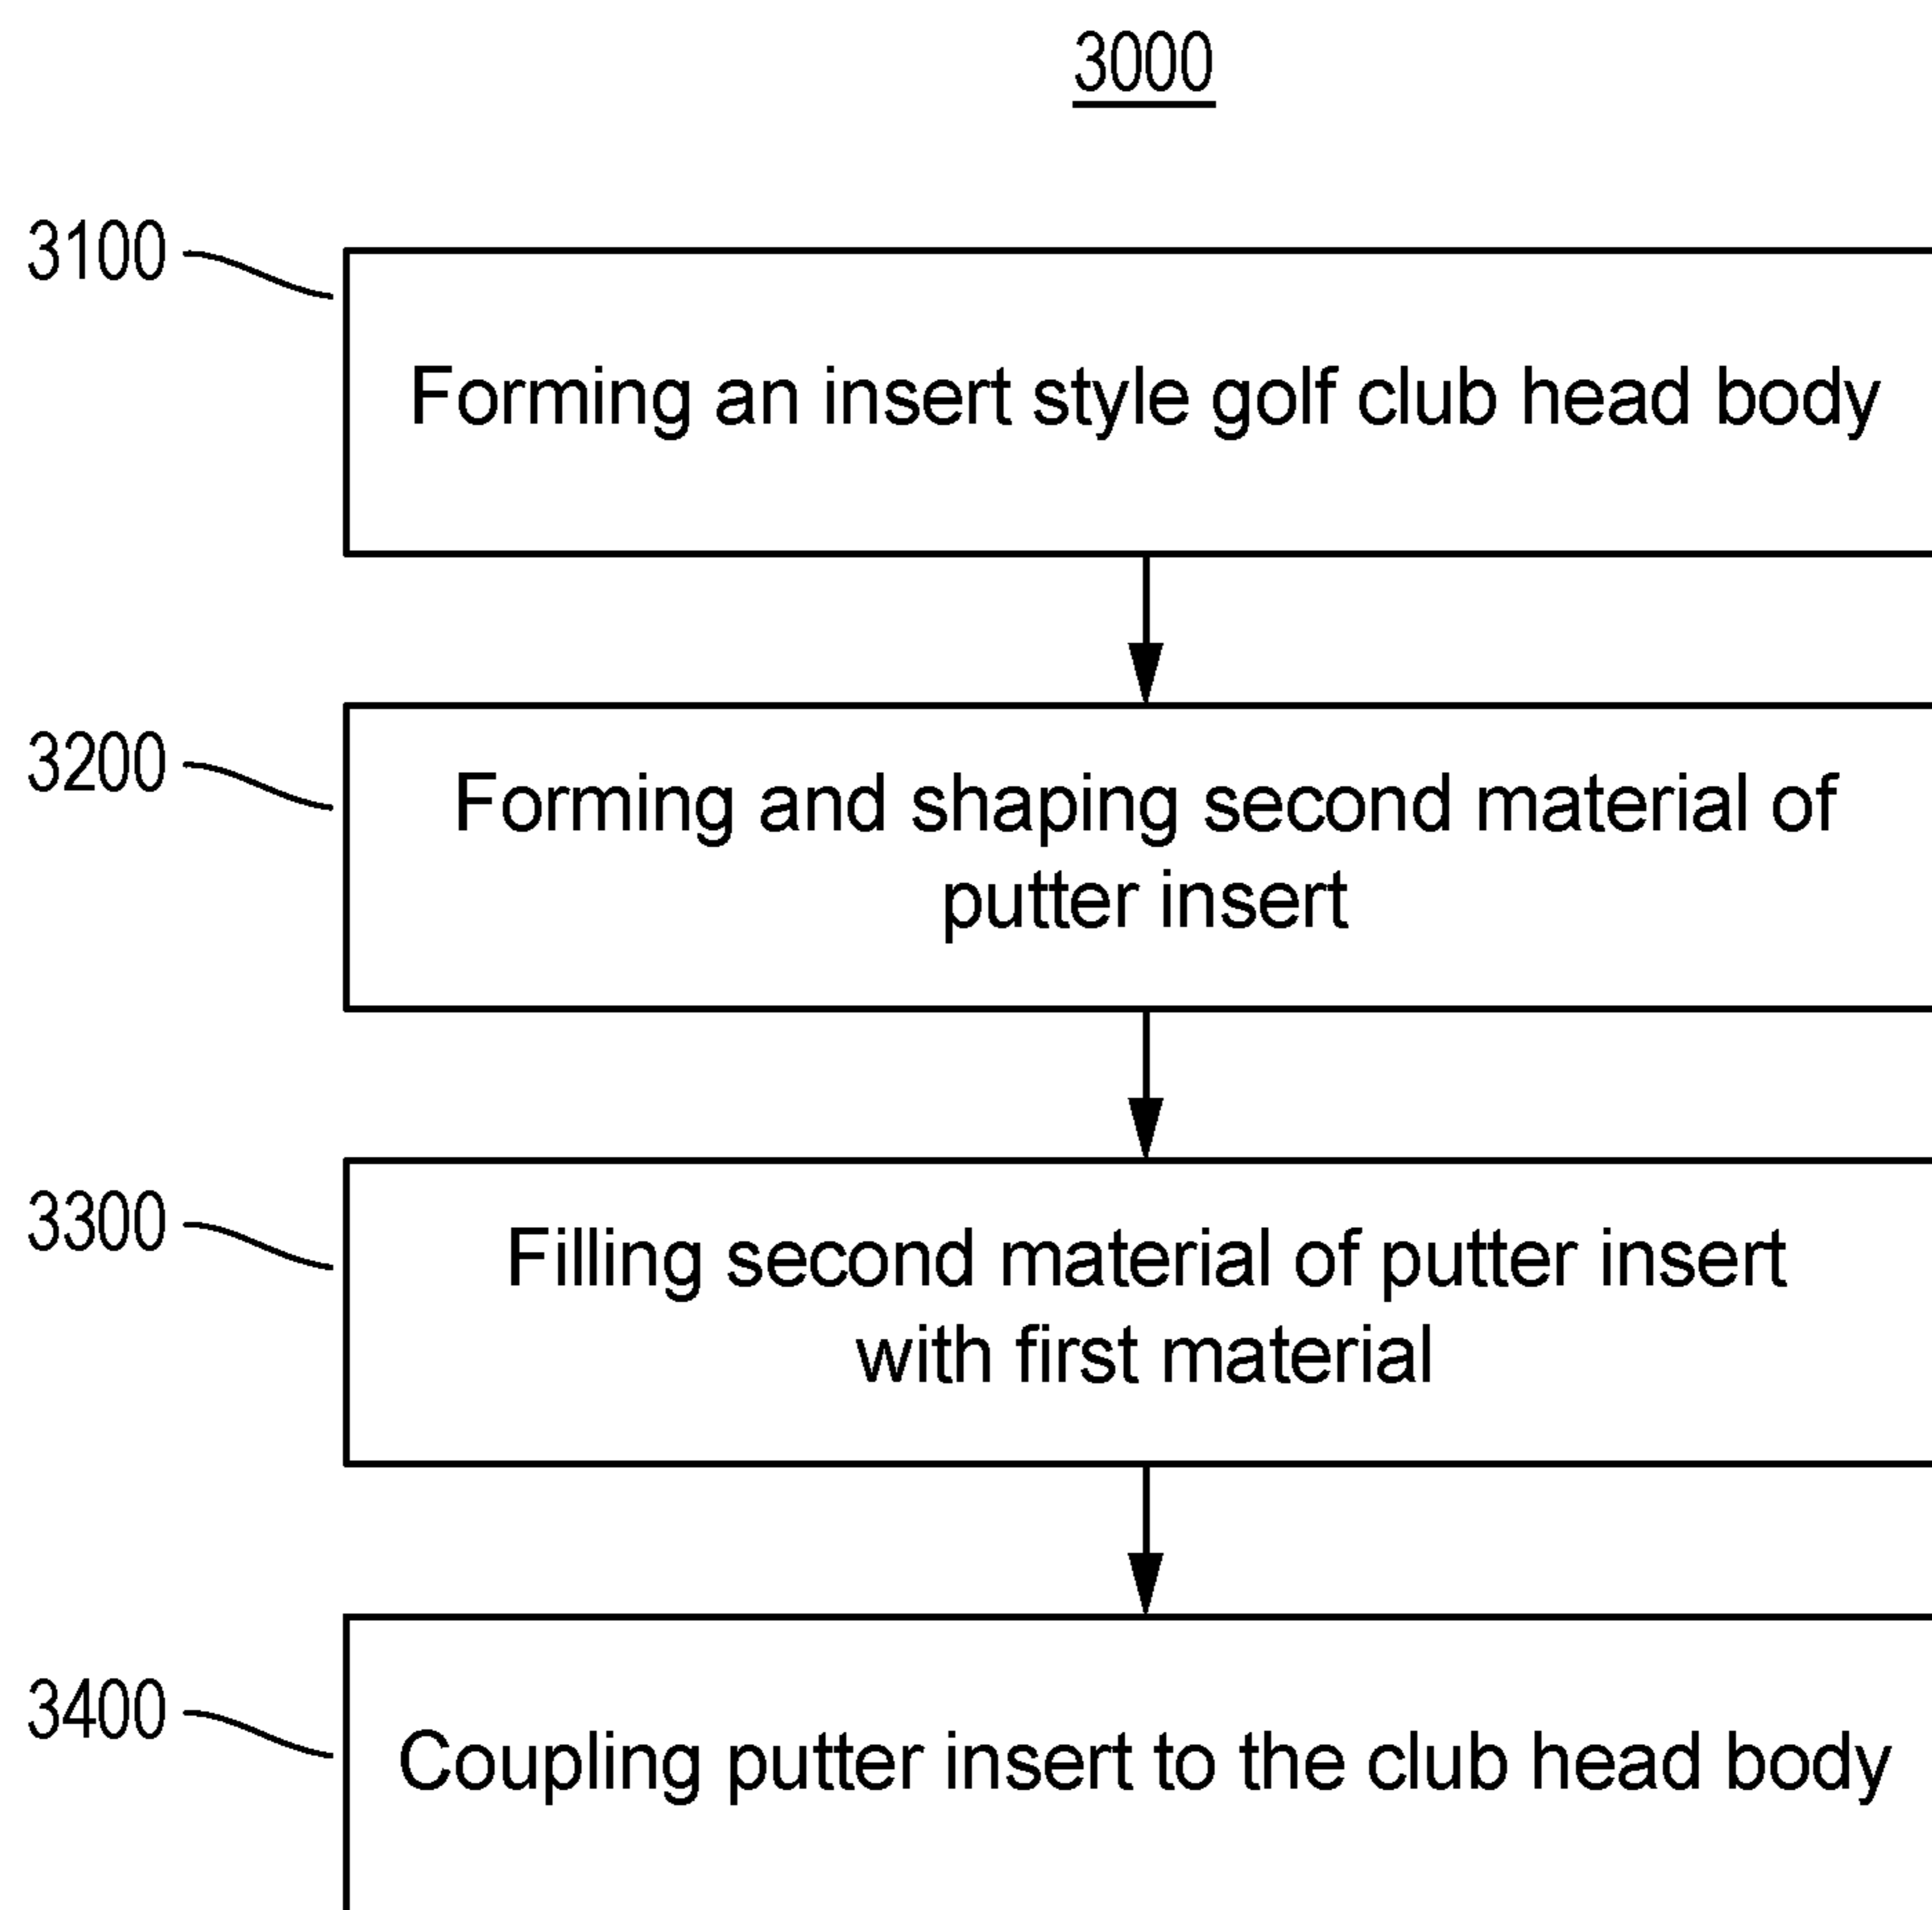 3000
3100
Forming an insert style golf club head body
3200
Forming and shaping second material of
putter insert
3300
Filling second material of putter insert
with first material
3400
Coupling putter insert to the club head body